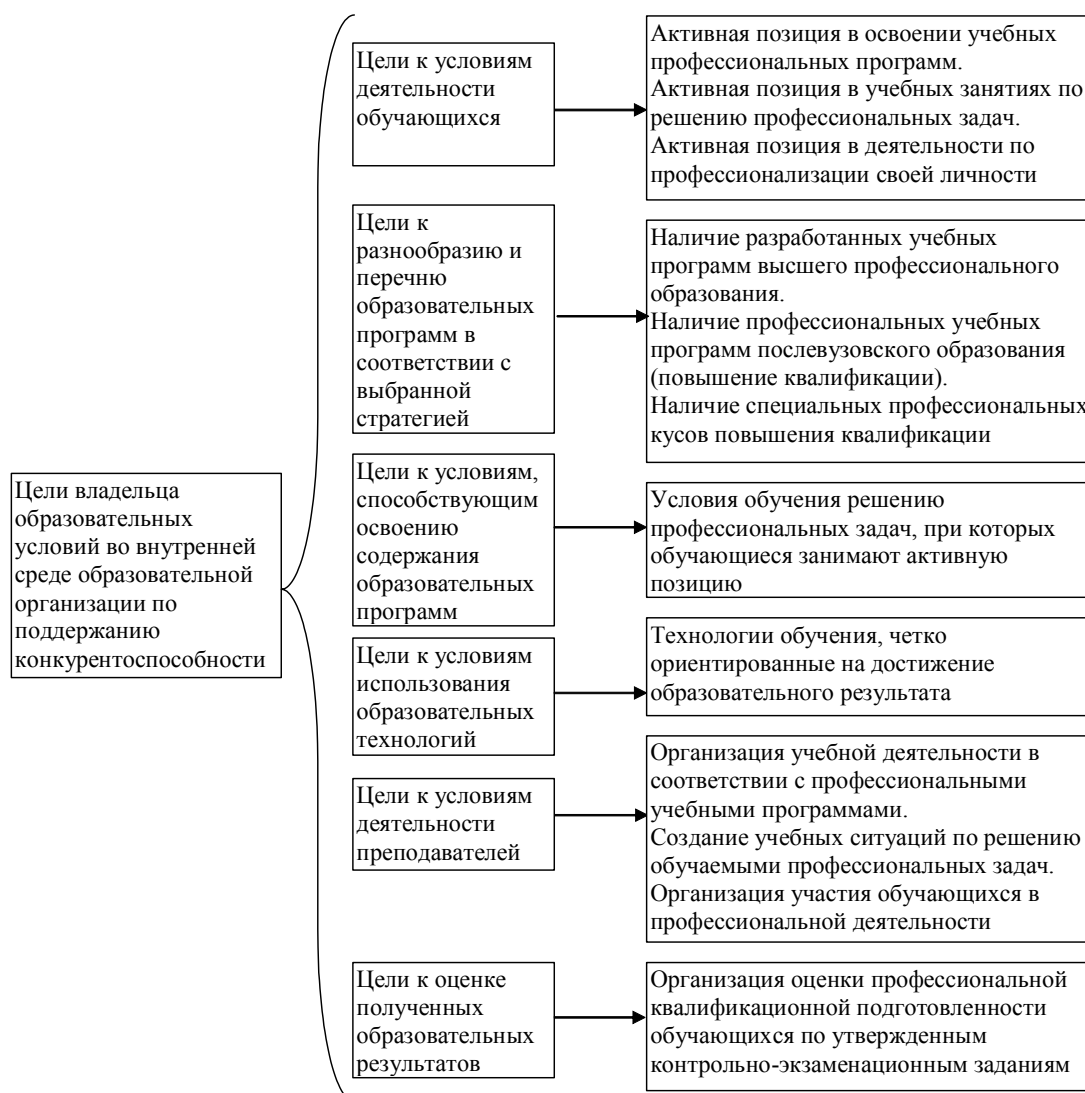 Цели владельца
образовательных
условий во внутренней
среде образовательной
организации по
поддержанию
конкурентоспособности
Цели к условиям
деятельности
обучающихся
Активная позиция в освоении учебных
профессиональных программ.
Активная позиция в учебных занятиях по
решению профессиональных задач.
Активная позиция в деятельности по
профессионализации своей личности
Цели к
разнообразию и
перечню
образовательных
программ в
соответствии с
выбранной
стратегией
Наличие разработанных учебных
программ высшего профессионального
образования.
Наличие профессиональных учебных
программ послевузовского образования
(повышение квалификации).
Наличие специальных профессиональных
кусов повышения квалификации
Цели к условиям,
способствующим
освоению
содержания
образовательных
программ
Условия обучения решению
профессиональных задач, при которых
обучающиеся занимают активную
позицию
Цели к условиям
использования
образовательных
технологий
Технологии обучения, четко
ориентированные на достижение
образовательного результата
Цели к условиям
деятельности
преподавателей
Организация учебной деятельности в
соответствии с профессиональными
учебными программами.
Создание учебных ситуаций по решению
обучаемыми профессиональных задач.
Организация участия обучающихся в
профессиональной деятельности
Цели к оценке
полученных
образовательных
результатов
Организация оценки профессиональной
квалификационной подготовленности
обучающихся по утвержденным
контрольно-экзаменационным заданиям